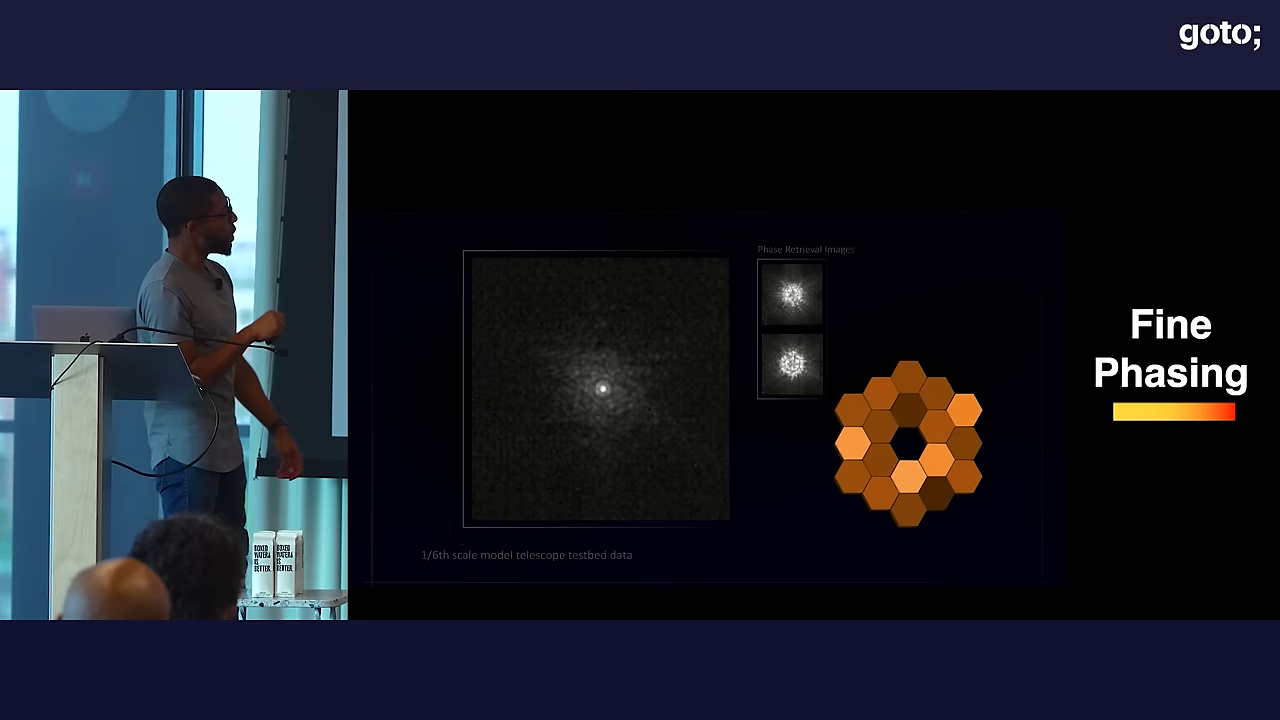 goto;
Phase Retrieval Images
Fine
Phasing
1/6th scale model telescope testbed data
BOXED
WATER
IS
BETTER.
BOXED
WATER
IS
BETTER.